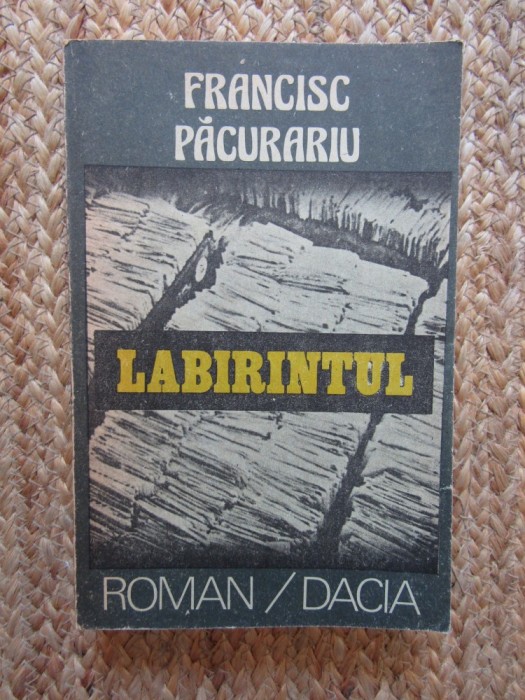 FRANCISC
PĂCURARIU
LABIRINTUL
ROMAN / DACIA